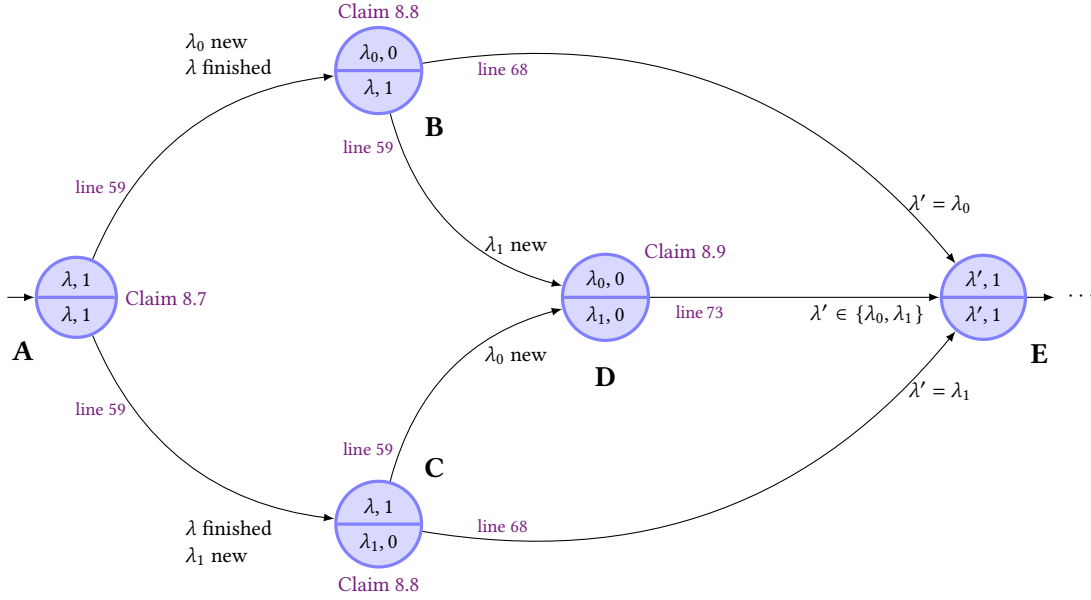 Claim 8.8
λ₀ new
λ finished
λ₀, 0
λ, 1
line 68
B
line 59
line 59
λ′ = λ₀
λ₁ new
Claim 8.9
λ, 1
λ, 1
Claim 8.7
A
λ₀, 0
λ₁, 0
line 73
λ′ ∈ {λ₀, λ₁}
λ′, 1
λ′, 1
···
E
D
λ₀ new
λ′ = λ₁
line 59
line 59
C
λ, 1
λ₁, 0
line 68
λ finished
λ₁ new
Claim 8.8